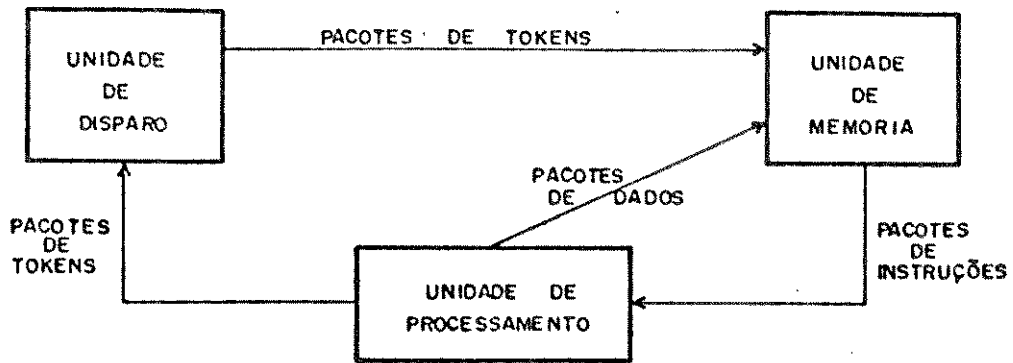 PACOTES DE TOKENS
UNIDADE
DE
DISPARO
UNIDADE
DE
MEMORIA
PACOTES
DE DADOS
PACOTES
DE
TOKENS
PACOTES
DE
INSTRUÇÕES
UNIDADE DE
PROCESSAMENTO